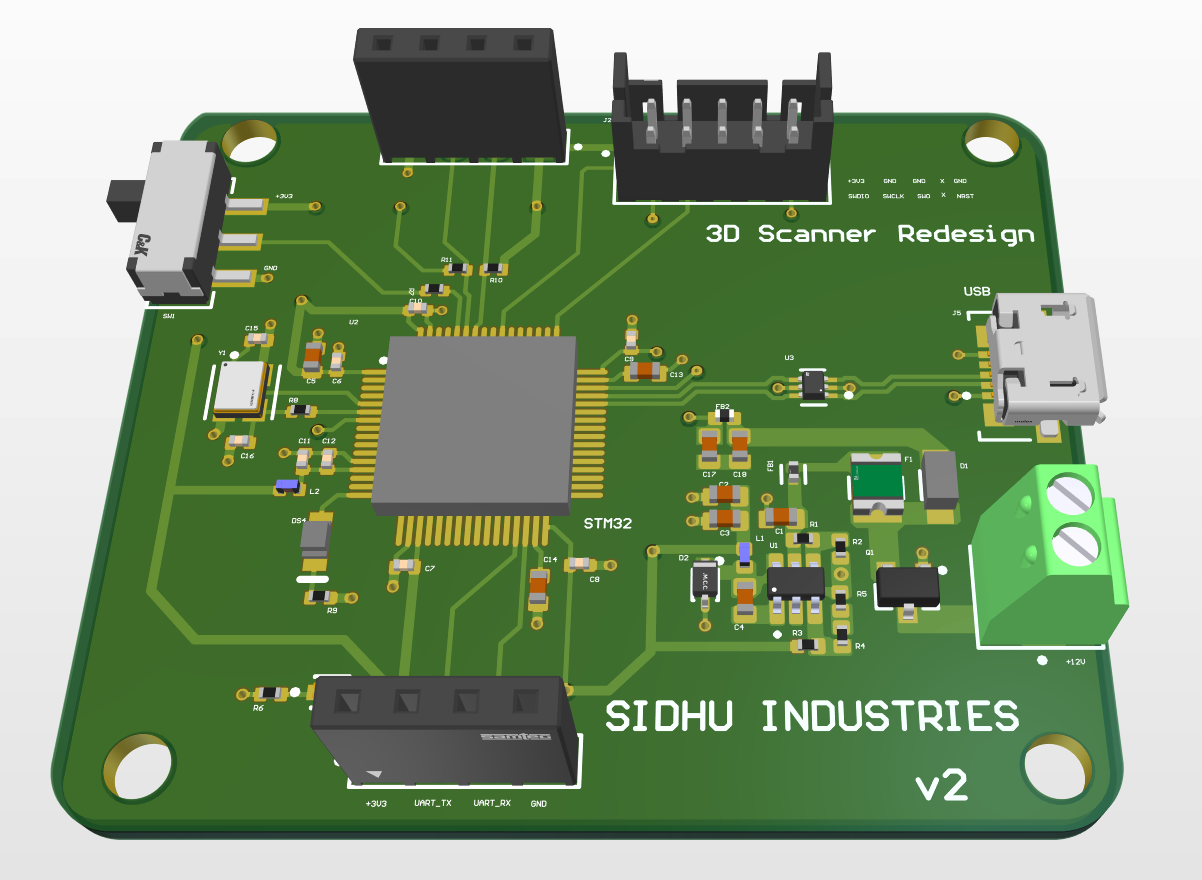 J2
+3V3 GND GND X GND
SWDIO SWCLK SWO X NRST
+3V3
3D Scanner Redesign
C&K
R11
R10
GND
USB
J5
SW1
U2
C10
C15
Y1
C9
U3
C13
C5 C6
R8
FB2
C11 C12
C17 C18
FB1
F1
D1
L2
C2
DS4
STM32
C3
C1
R1
L1
U1
R2
Q1
D2
C14
C7
C8
MCC
R5
R9
C4
R3
R4
+12V
R6
SIDHU INDUSTRIES
samtec
v2
+3V3 UART_TX UART_RX GND